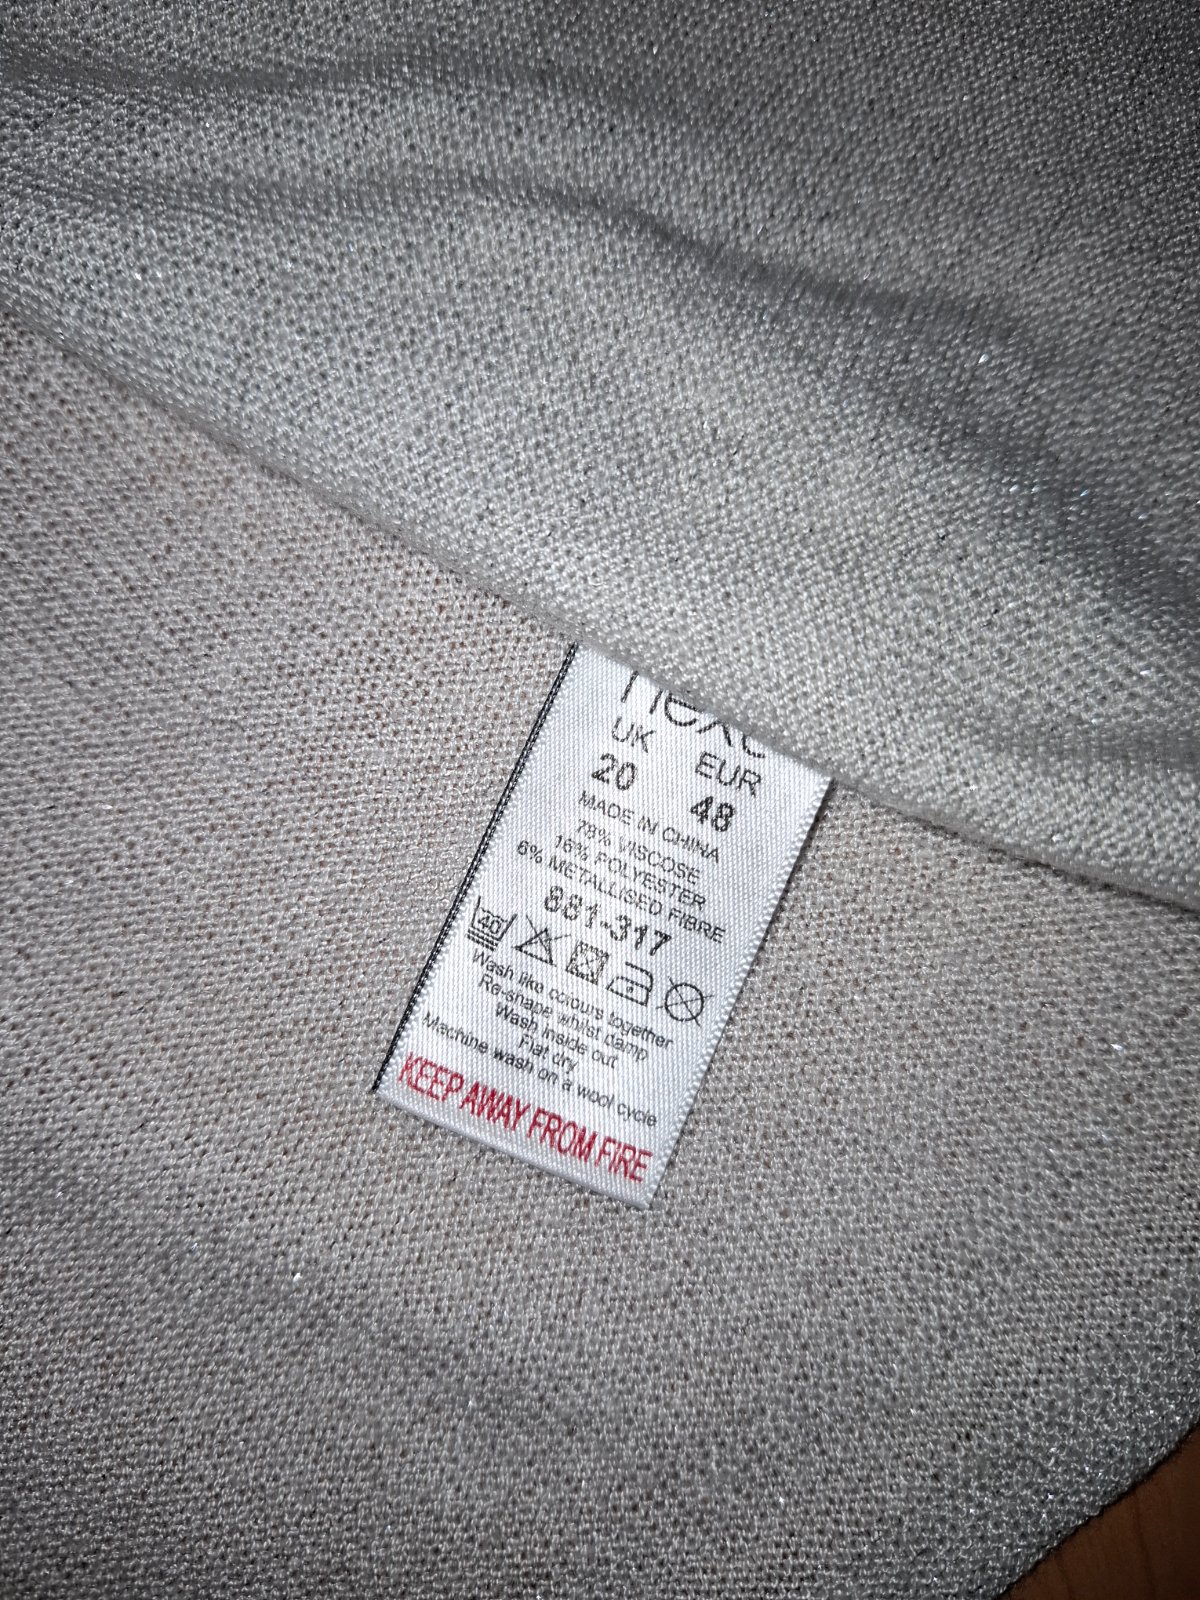 next
UK EUR
20 48
MADE IN CHINA
78% VISCOSE
16% POLYESTER
6% METALLISED FIBRE
881-317
40
Wash like colours together
Re-shape whilst damp
Wash inside out
Flat dry
Machine wash on a wool cycle
KEEP AWAY FROM FIRE